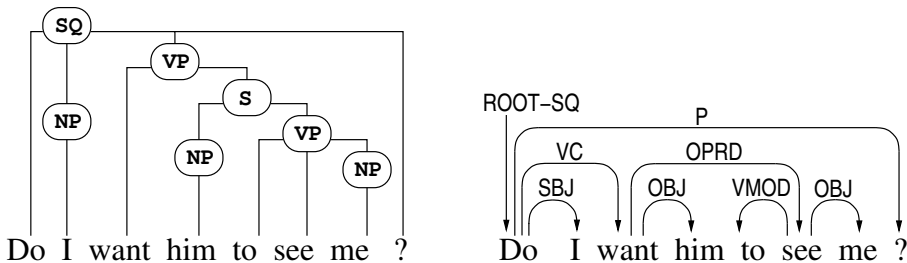 SQ
VP
S
NP
VP
NP
NP
Do I want him to see me ?
ROOT–SQ
P
VC
OPRD
SBJ
OBJ
VMOD
OBJ
Do I want him to see me ?